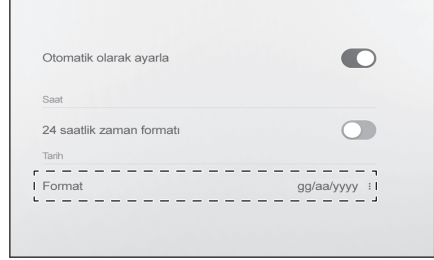 Otomatik olarak ayarla
Saat
24 saatlik zaman formatı
Tarih
Format gg/aa/yyyy